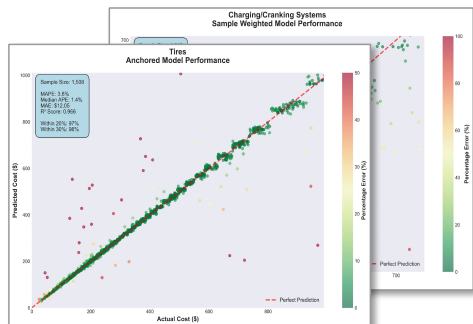 Charging/Cranking Systems
Sample Weighted Model Performance
700
100
80
60
40
20
0
Percentage Error (%)
700
Perfect Prediction
Tires
Anchored Model Performance
Sample Size: 1,508
MAPE: 3.8%
Median APE: 1.4%
MAE: $12.05
R² Score: 0.966
Within 20%: 97%
Within 30%: 98%
1000
800
600
400
200
0
Predicted Cost ($)
0
200
400
600
800
Actual Cost ($)
Perfect Prediction
50
40
30
20
10
0
Percentage Error (%)